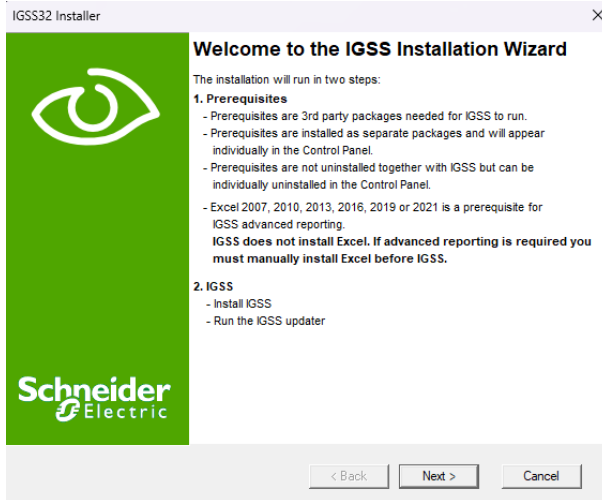 IGSS32 Installer
Welcome to the IGSS Installation Wizard
The installation will run in two steps:
1. Prerequisites
- Prerequisites are 3rd party packages needed for IGSS to run.
- Prerequisites are installed as separate packages and will appear
individually in the Control Panel.
- Prerequisites are not uninstalled together with IGSS but can be
individually uninstalled in the Control Panel.
- Excel 2007, 2010, 2013, 2016, 2019 or 2021 is a prerequisite for
IGSS advanced reporting.
IGSS does not install Excel. If advanced reporting is required you
must manually install Excel before IGSS.
2. IGSS
- Install IGSS
- Run the IGSS updater
Schneider
Electric
< Back Next > Cancel